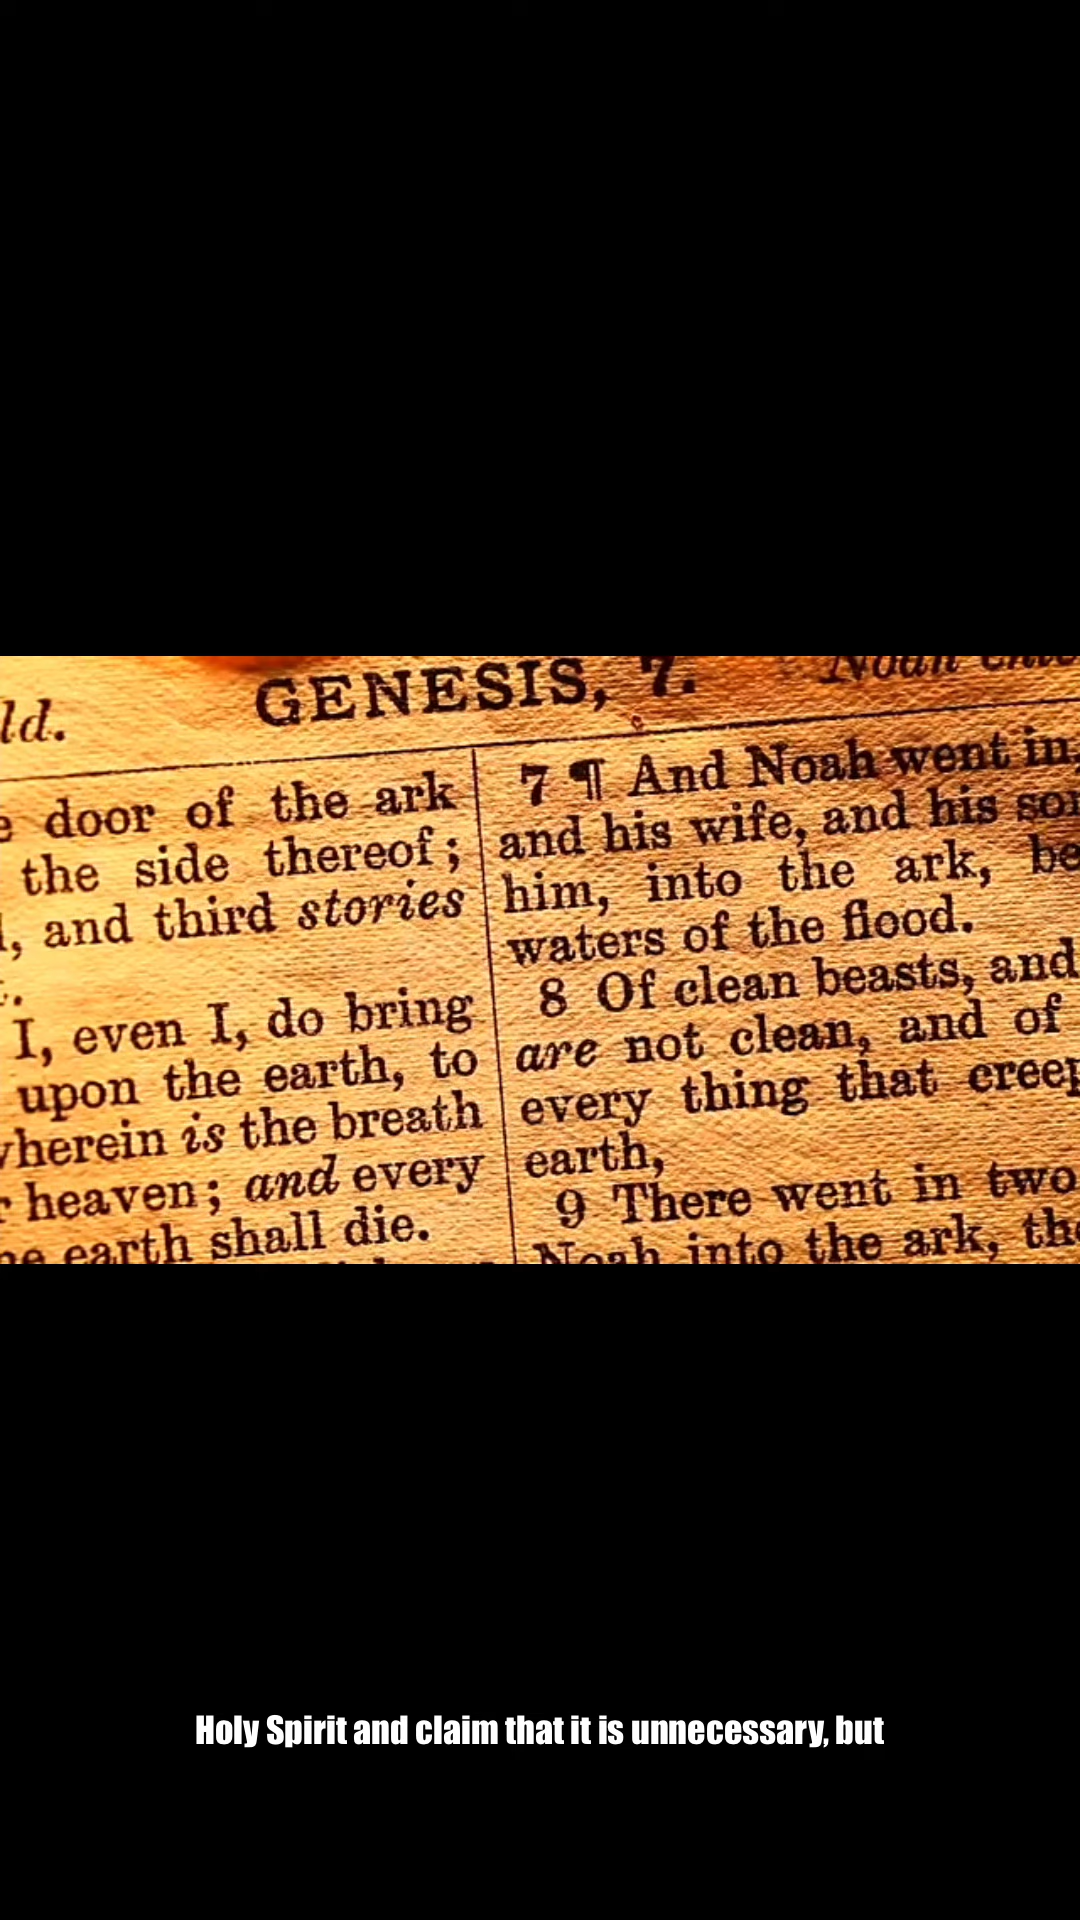 ld.
GENESIS, 7.
door of the ark
the side thereof;
, and third stories
I, even I, do bring
upon the earth, to
wherein is the breath
heaven; and every
earth shall die.
7 ¶ And Noah went in,
and his wife, and his
him, into the ark,
waters of the flood.
8 Of clean beasts, and
are not clean, and of
every thing that
earth,
9 There went in two
Noah into the ark,
Holy Spirit and claim that it is unnecessary, but